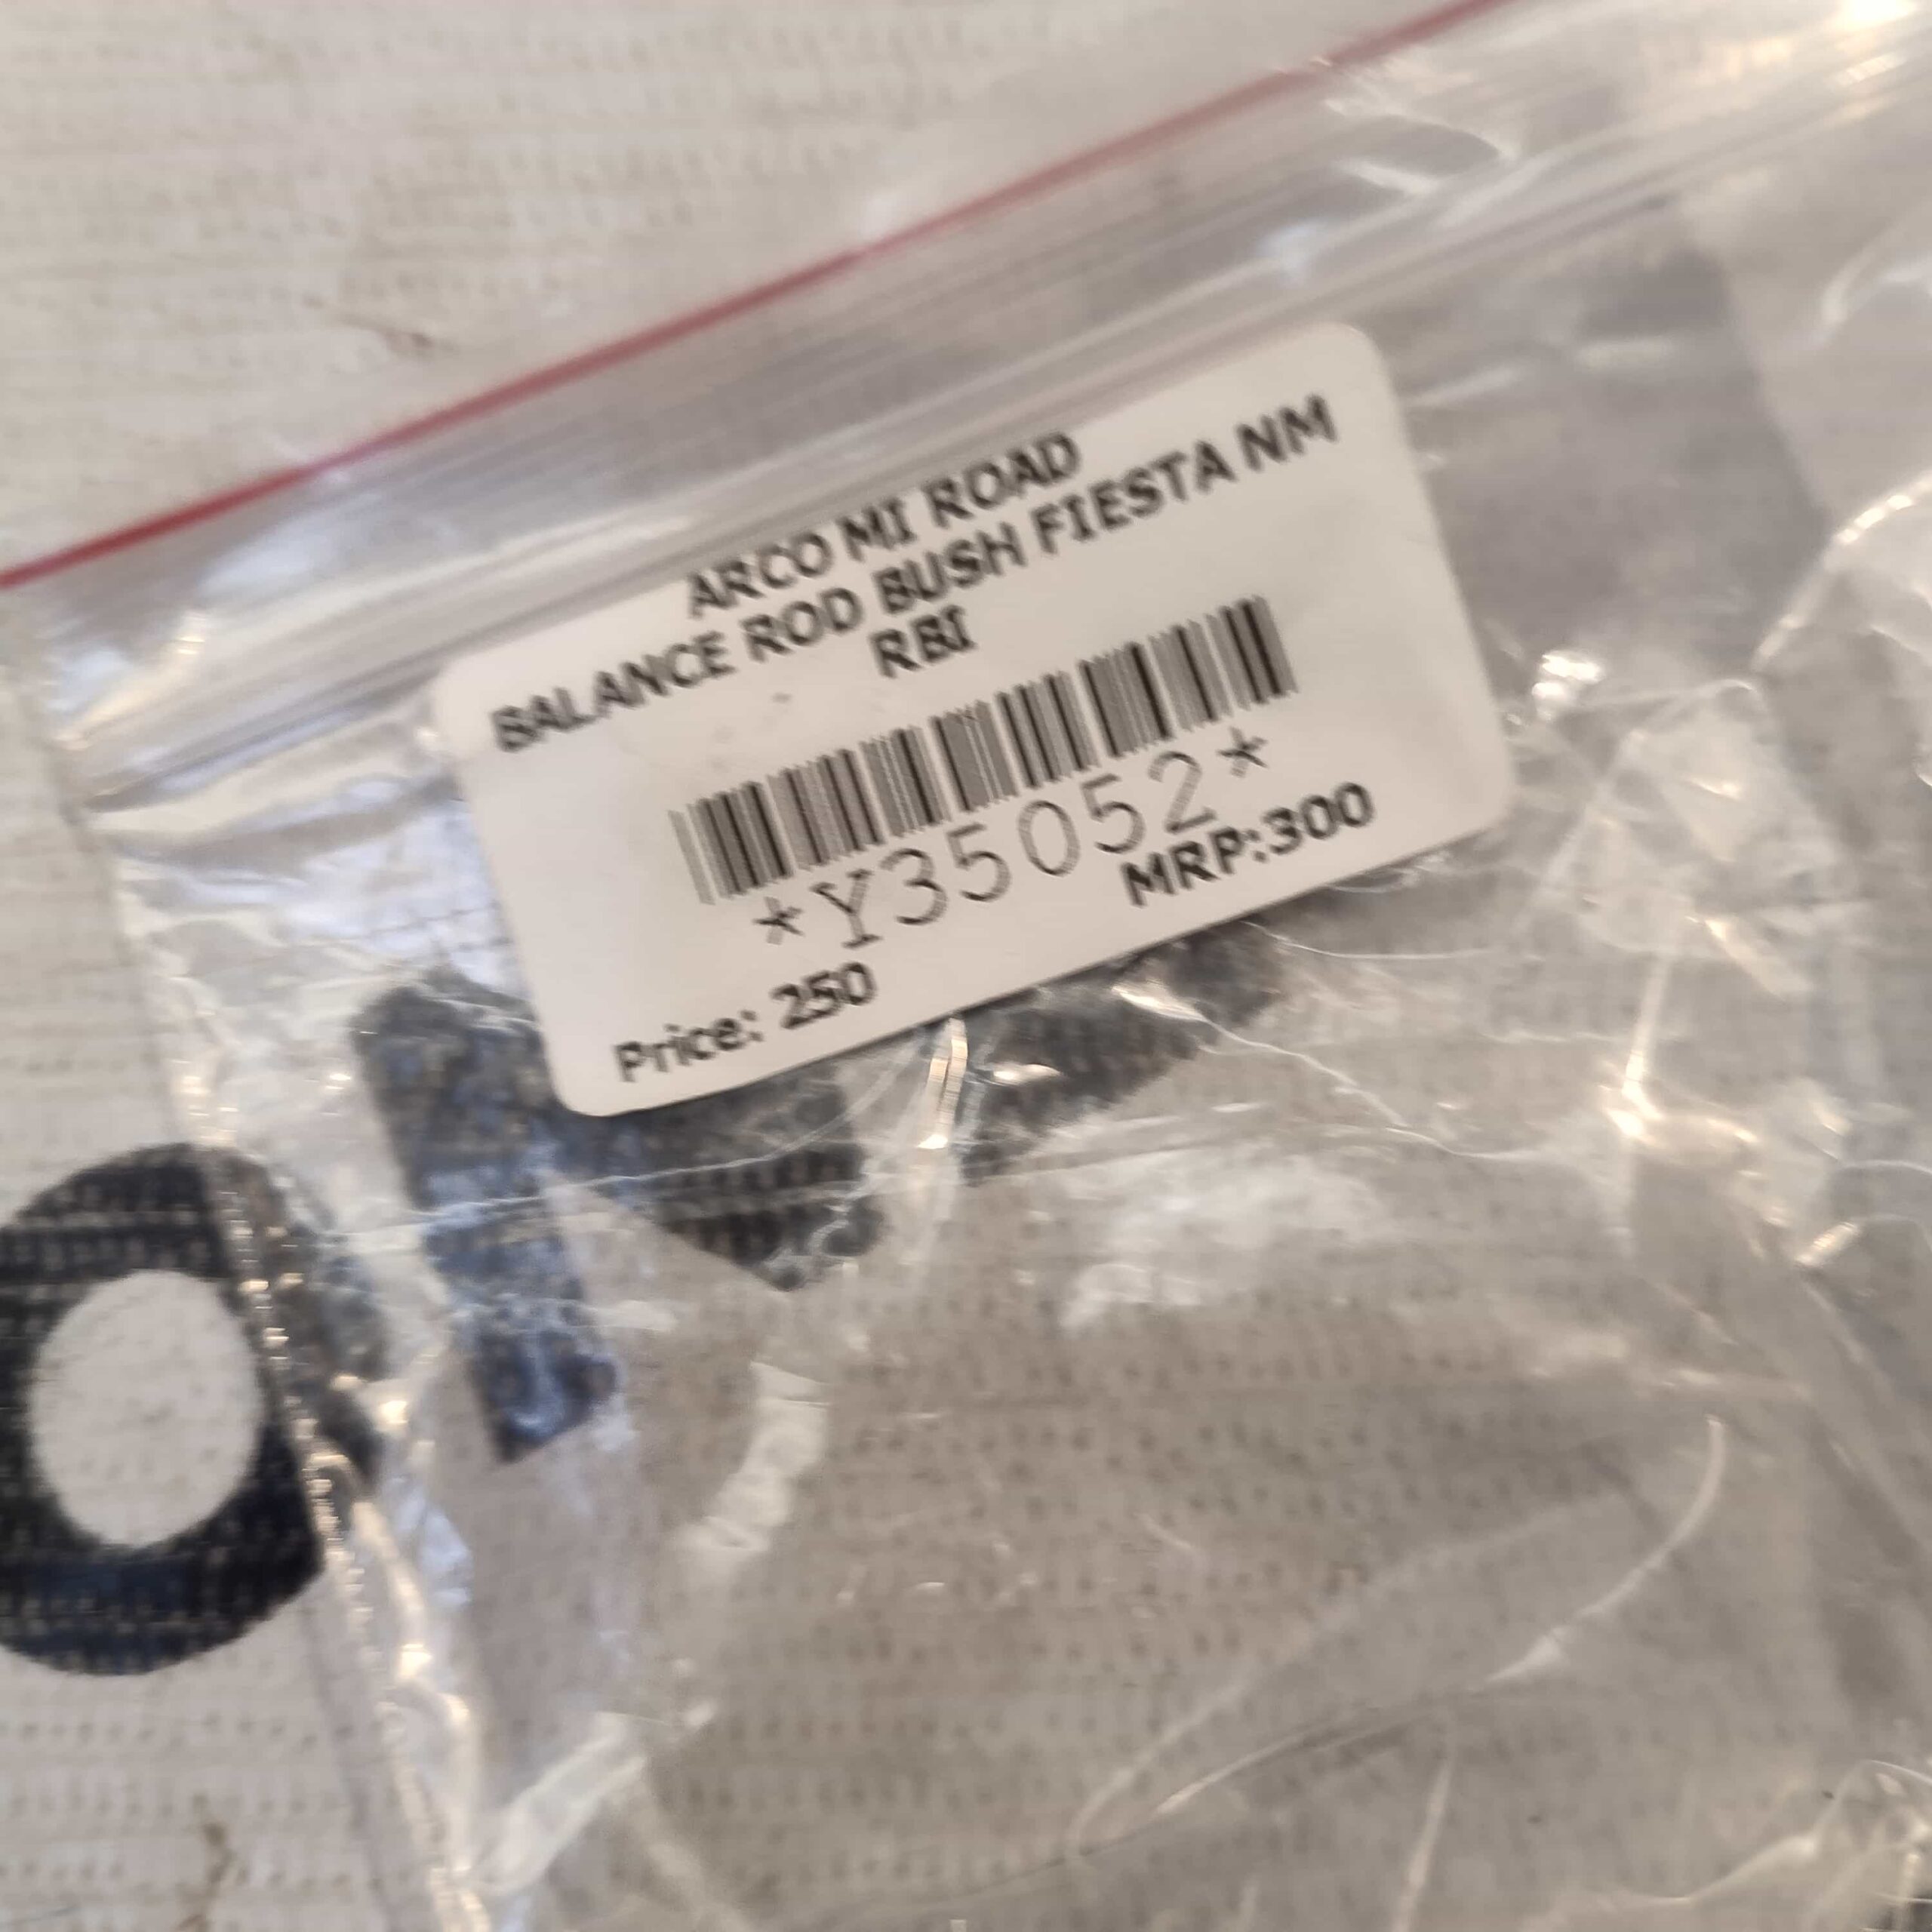 ARCO MI ROAD
BALANCE ROD BUSH FIESTA NM
RBI
*Y35052*
MRP:300
Price: 250